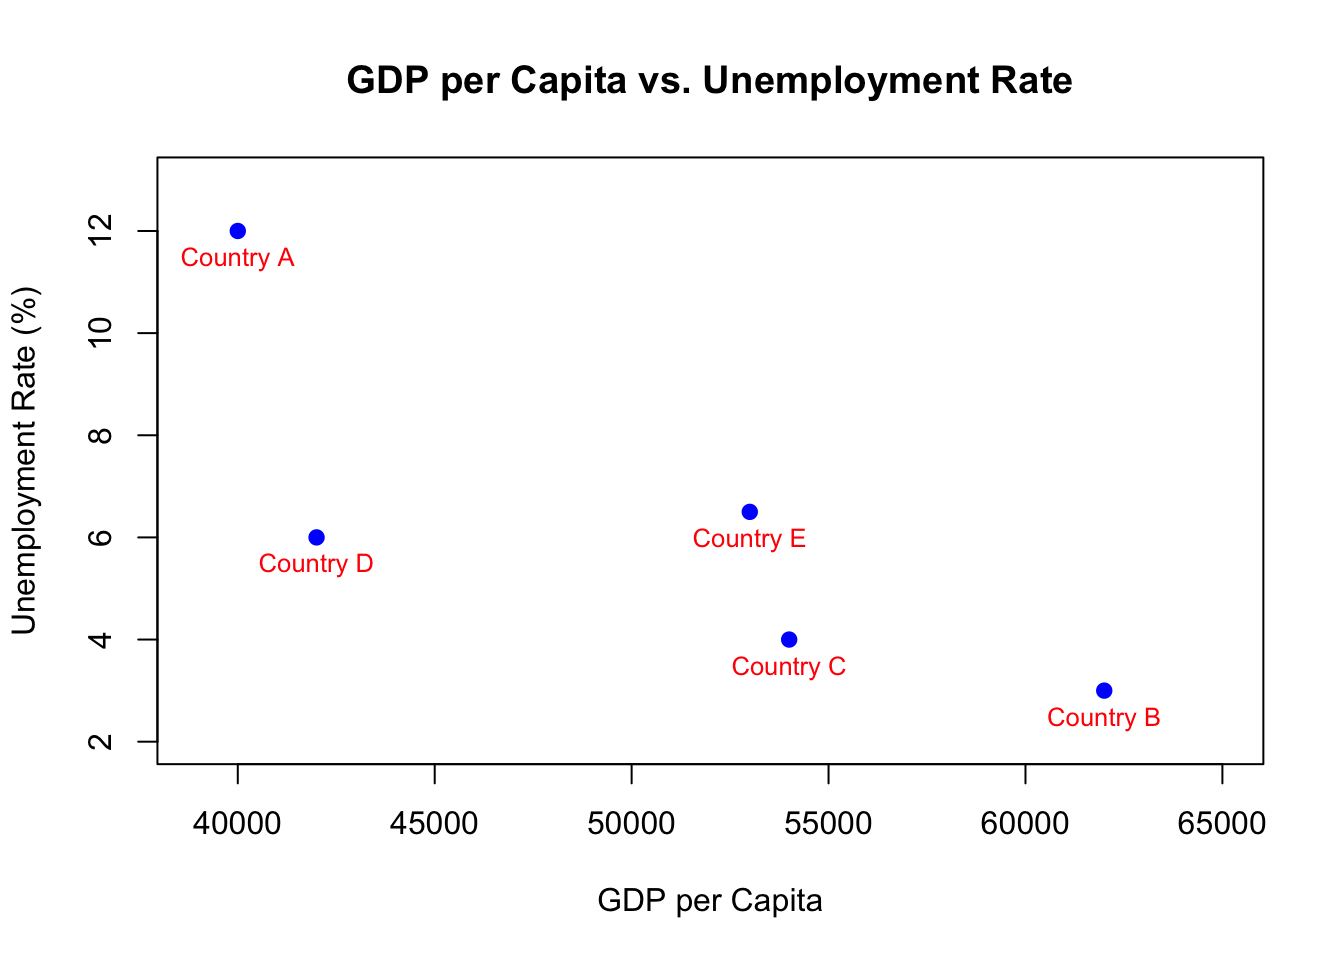 GDP per Capita vs. Unemployment Rate
Unemployment Rate (%)
12
10
8
6
4
2
Country A
Country D
Country E
Country C
Country B
40000 45000 50000 55000 60000 65000
GDP per Capita